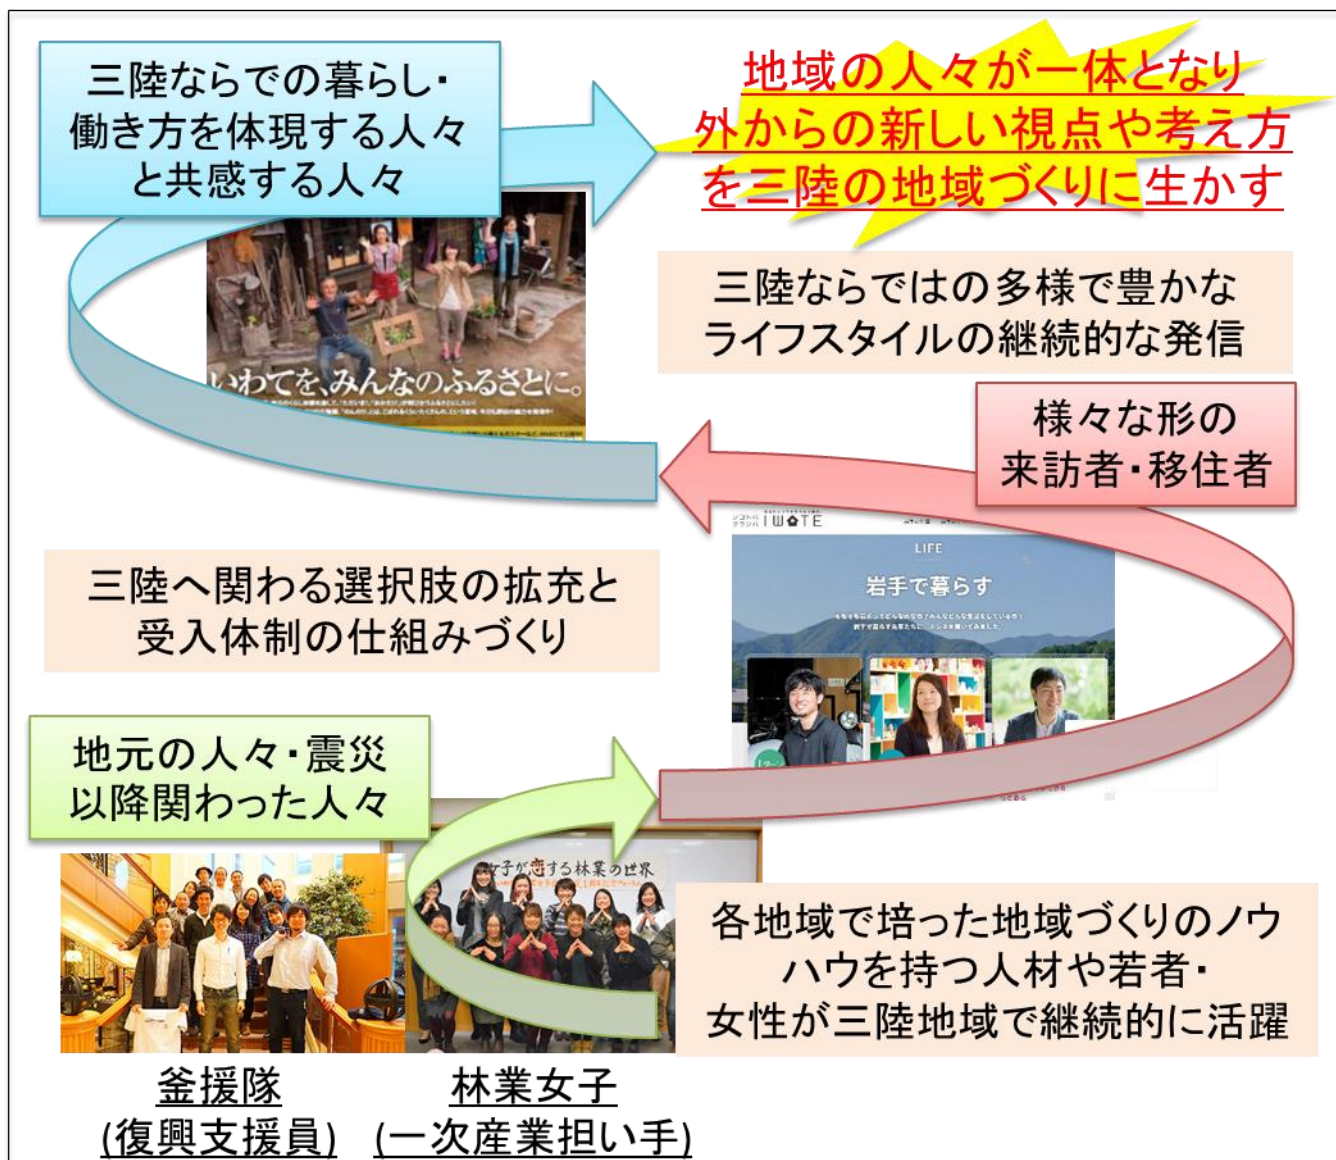 三陸ならでの暮らし・
働き方を体現する人々
と共感する人々
地域の人々が一体となり
外からの新しい視点や考え方
を三陸の地域づくりに生かす
三陸ならではの多様で豊かな
ライフスタイルの継続的な発信
いわてを、みんなのふるさとに。
様々な形の
来訪者・移住者
IWATE
LIFE
岩手で暮らす
三陸へ関わる選択肢の拡充と
受入体制の仕組みづくり
地元の人々・震災
以降関わった人々
女子が恋する林業の世界
各地域で培った地域づくりのノウ
ハウを持つ人材や若者・
女性が三陸地域で継続的に活躍
釜援隊
(復興支援員)
林業女子
(一次産業担い手)